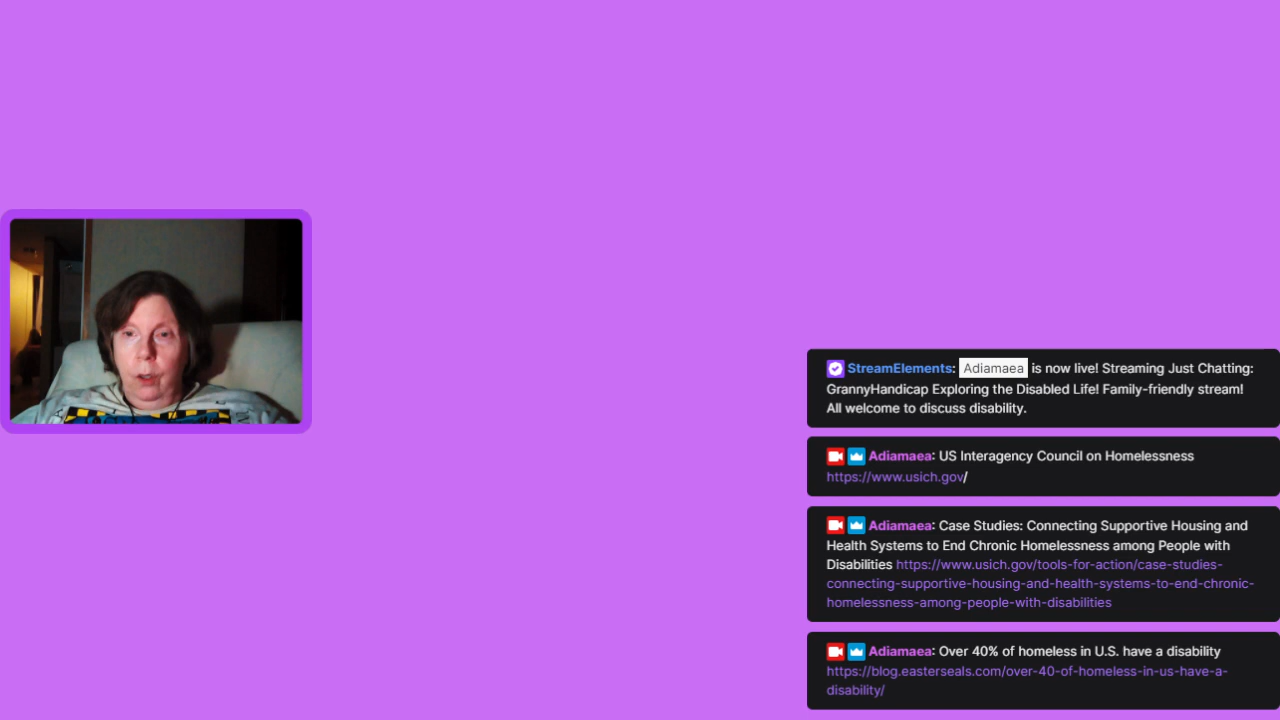 StreamElements: Adiamaea is now live! Streaming Just Chatting:
GrannyHandicap Exploring the Disabled Life! Family-friendly stream!
All welcome to discuss disability.
Adiamaea: US Interagency Council on Homelessness
https://www.usich.gov/
Adiamaea: Case Studies: Connecting Supportive Housing and
Health Systems to End Chronic Homelessness among People with
Disabilities https://www.usich.gov/tools-for-action/case-studies-
connecting-supportive-housing-and-health-systems-to-end-chronic-
homelessness-among-people-with-disabilities
Adiamaea: Over 40% of homeless in U.S. have a disability
https://blog.easterseals.com/over-40-of-homeless-in-us-have-a-
disability/